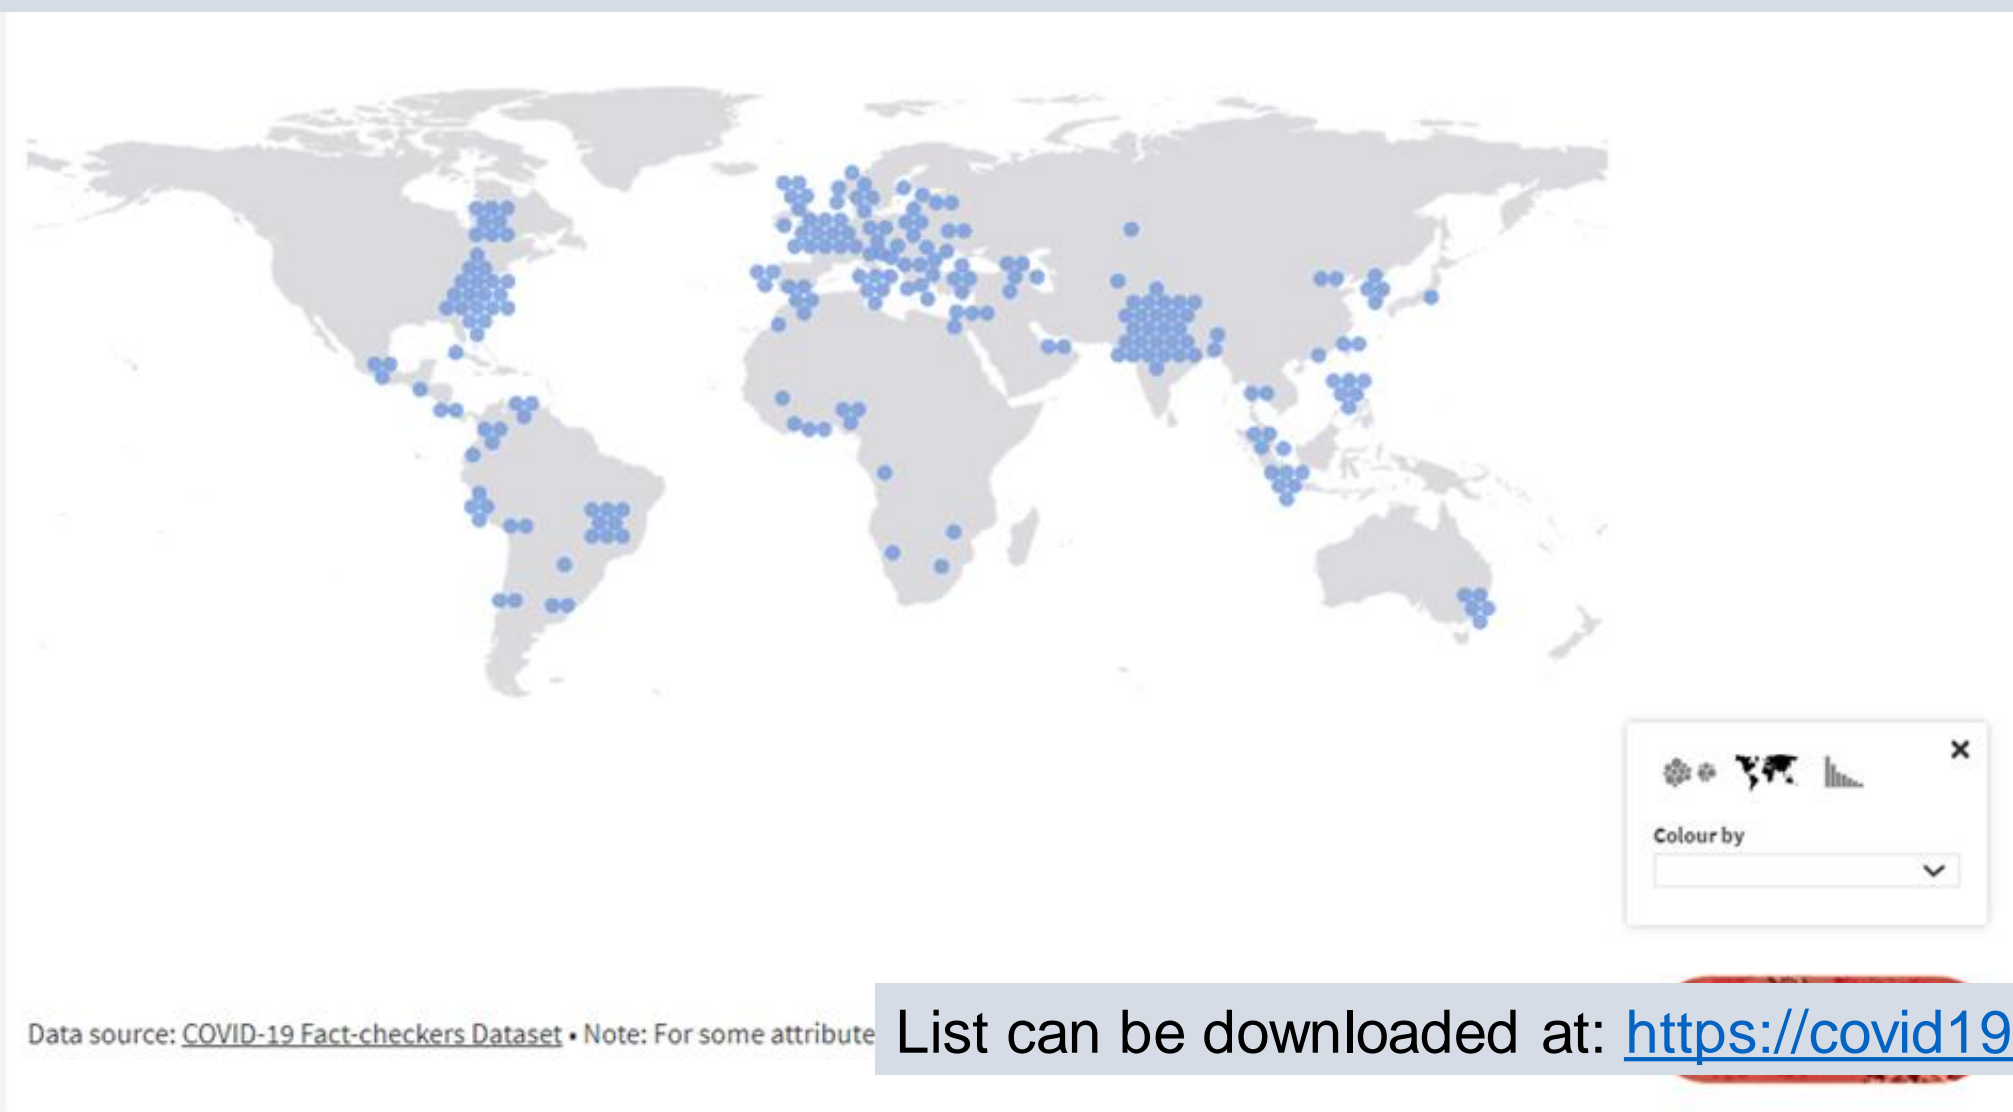 Colour by
Data source: COVID-19 Fact-checkers Dataset • Note: For some attribute
List can be downloaded at: https://covid19